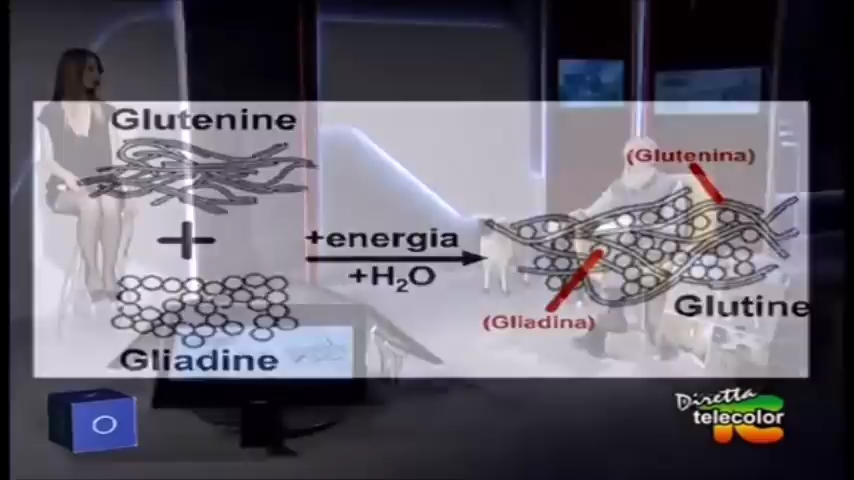 Glutenine
(Glutenina)
+
+energia
+H₂O
Glutine
(Gliadina)
Gliadine
Diretta
telecolor